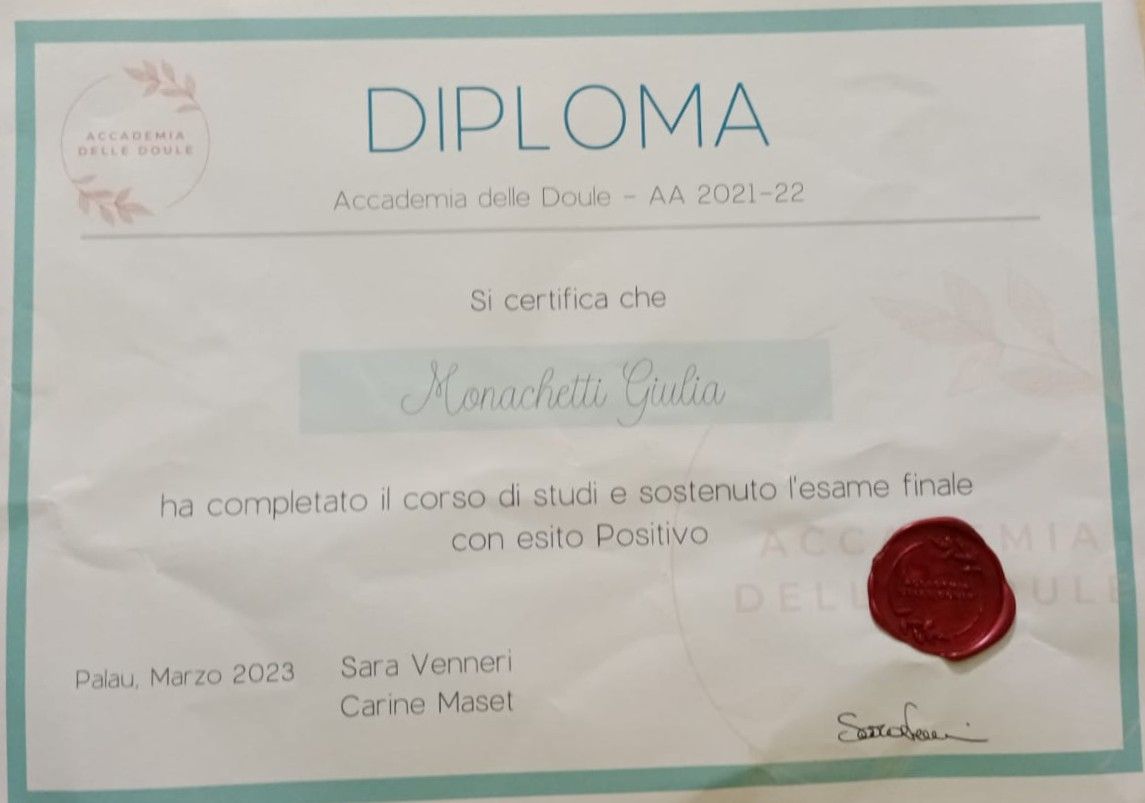 ACCADEMIA
DELLE DOULE
DIPLOMA
Accademia delle Doule - AA 2021-22
Si certifica che
Monachetti Giulia
ha completato il corso di studi e sostenuto l'esame finale
con esito Positivo
Palau, Marzo 2023
Sara Venneri
Carine Maset